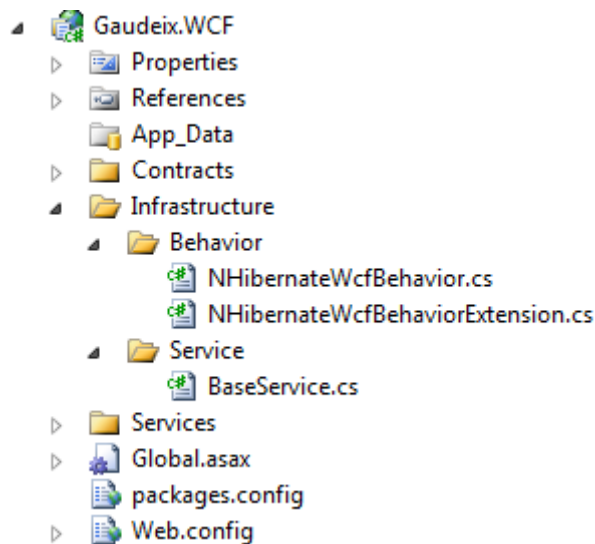 Gaudeix.WCF
Properties
References
App_Data
Contracts
Infrastructure
Behavior
NHibernateWcfBehavior.cs
NHibernateWcfBehaviorExtension.cs
Service
BaseService.cs
Services
Global.asax
packages.config
Web.config